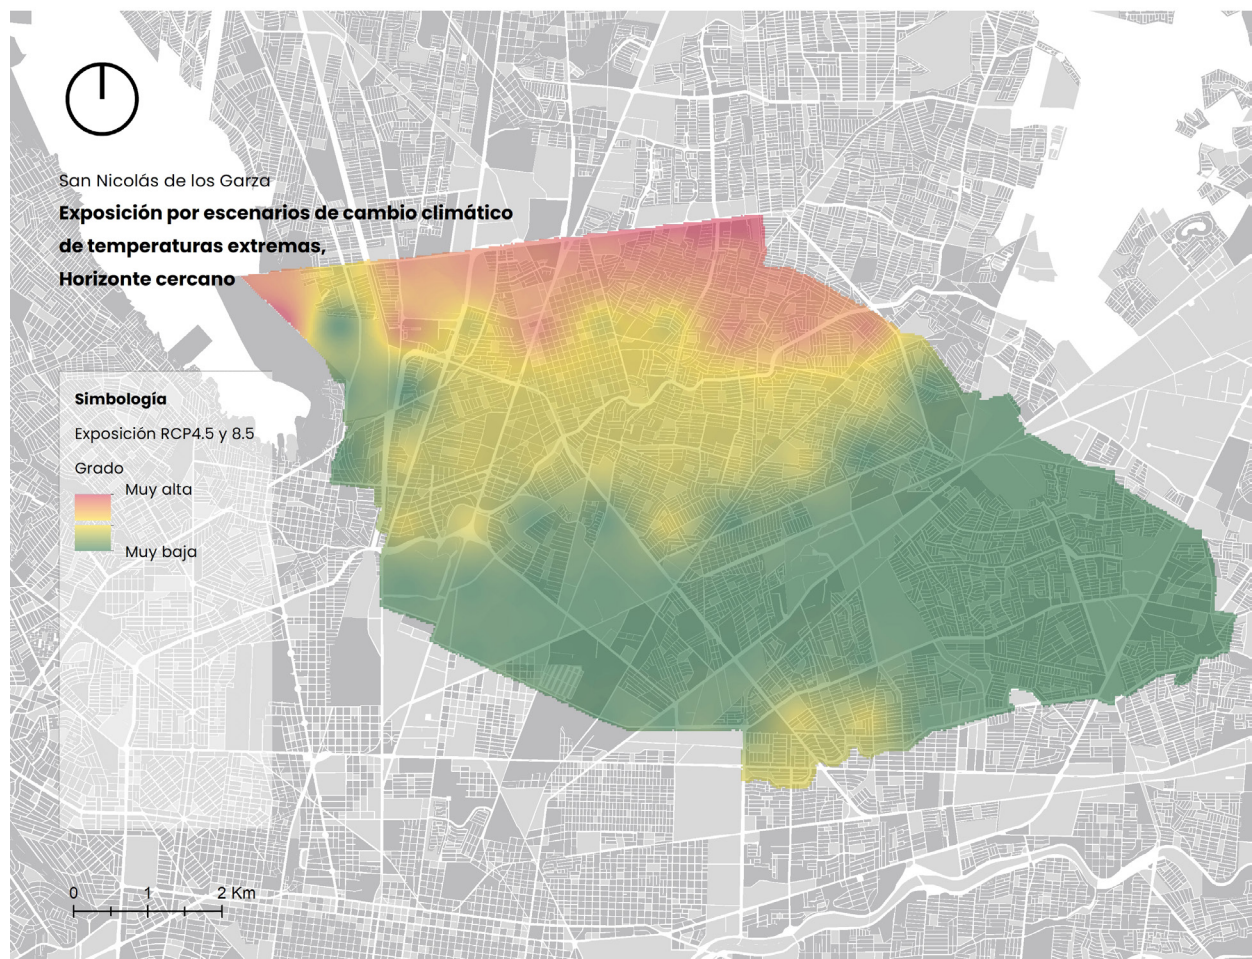 San Nicolás de los Garza
Exposición por escenarios de cambio climático
de temperaturas extremas,
Horizonte cercano
Simbología
Exposición RCP4.5 y 8.5
Grado
Muy alta
Muy baja
0 1 2 Km